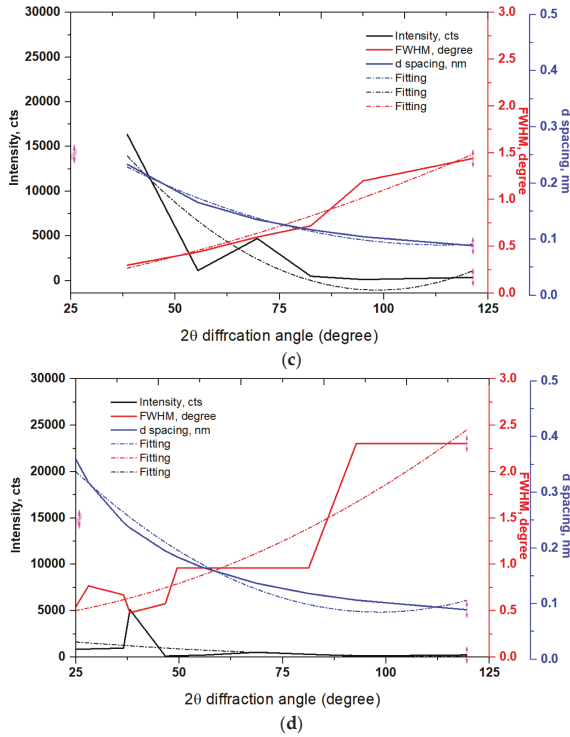 30000
25000
20000
15000
10000
5000
0
Intensity, cts
25
50
75
100
125
2θ diffrcation angle (degree)
Intensity, cts
FWHM, degree
d spacing, nm
Fitting
Fitting
Fitting
3.0
2.5
2.0
1.5
1.0
0.5
0.0
FWHM, degree
0.5
0.4
0.3
0.2
0.1
0.0
d spacing, nm
(c)
30000
25000
20000
15000
10000
5000
0
Intensity, cts
25
50
75
100
125
2θ diffraction angle (degree)
Intensity, cts
FWHM, degree
d spacing, nm
Fitting
Fitting
Fitting
3.0
2.5
2.0
1.5
1.0
0.5
0.0
FWHM, degree
0.5
0.4
0.3
0.2
0.1
0.0
d spacing, nm
(d)